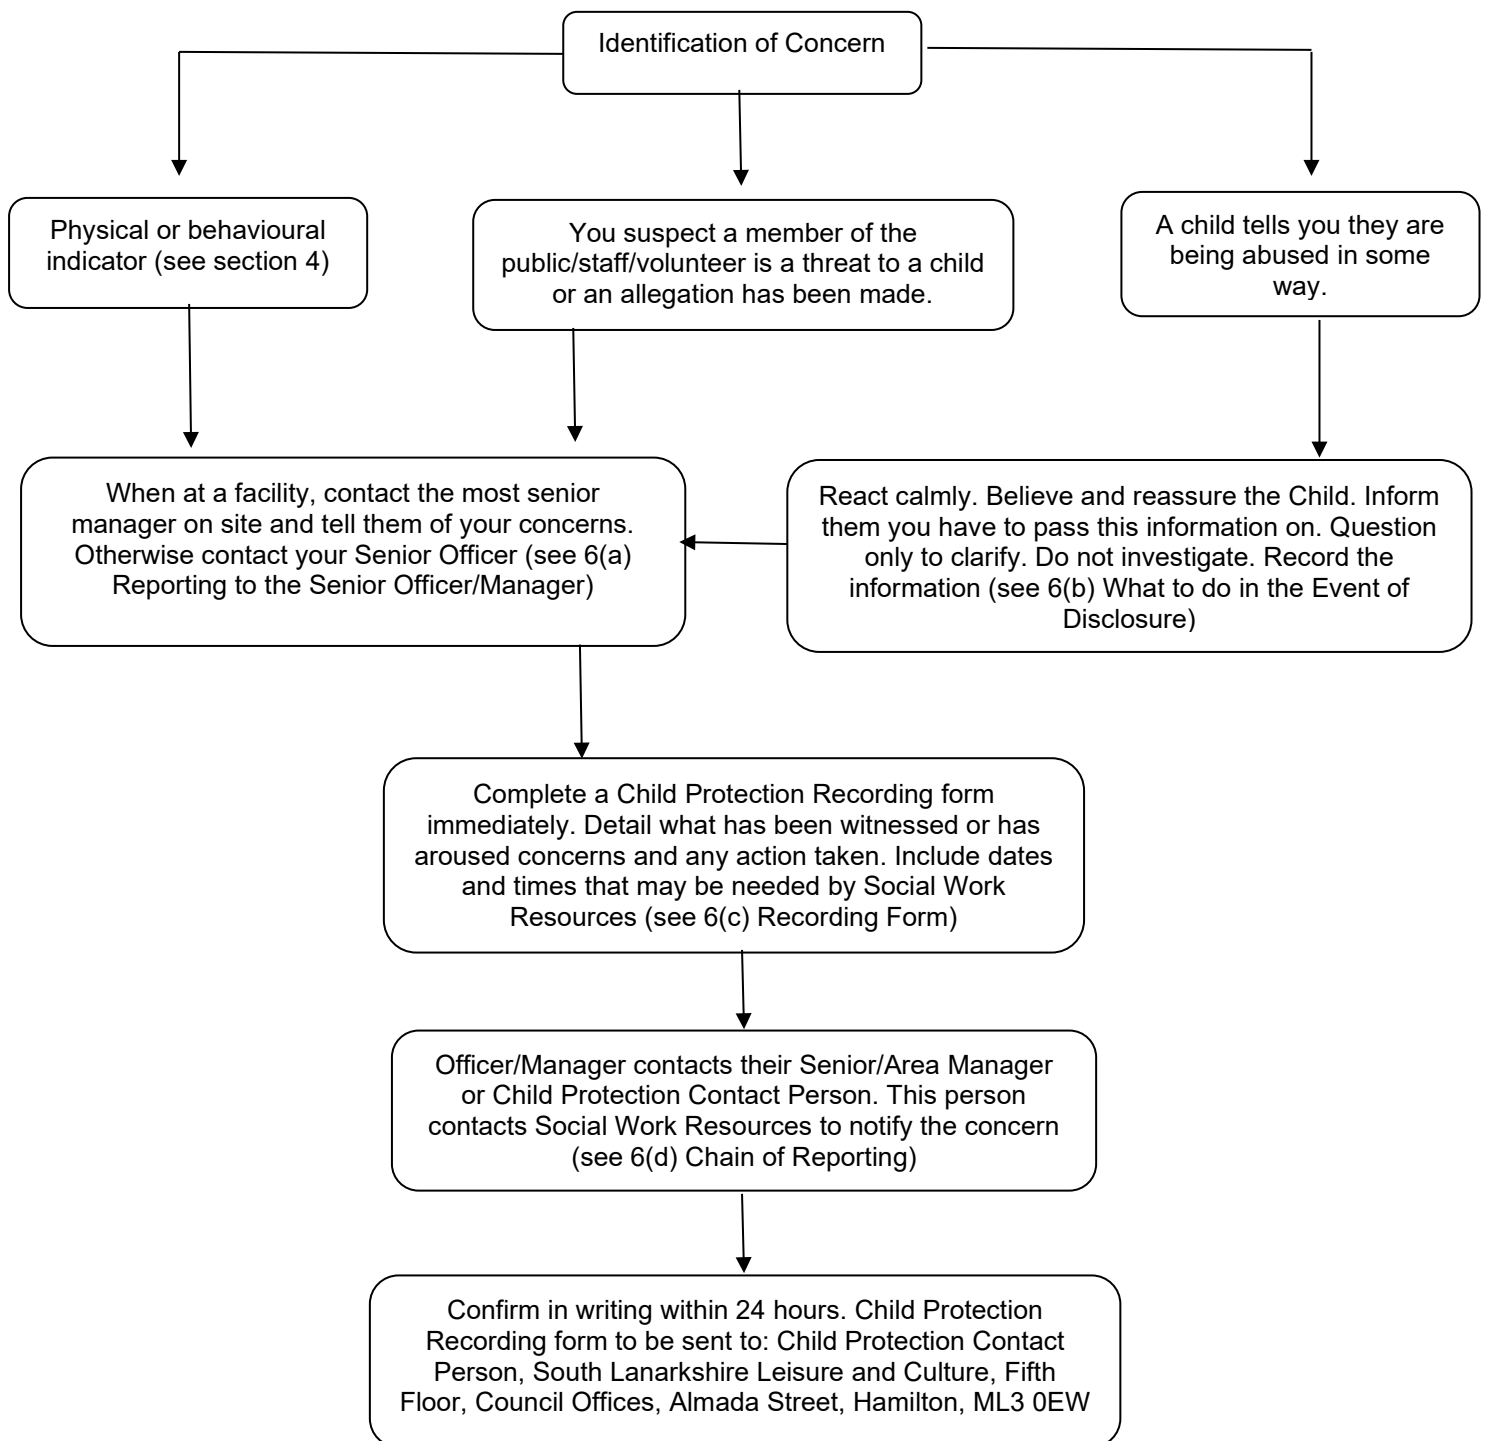 Identification of Concern
Physical or behavioural
indicator (see section 4)
You suspect a member of the
public/staff/volunteer is a threat to a child
or an allegation has been made.
A child tells you they are
being abused in some
way.
When at a facility, contact the most senior
manager on site and tell them of your concerns.
Otherwise contact your Senior Officer (see 6(a)
Reporting to the Senior Officer/Manager)
React calmly. Believe and reassure the Child. Inform
them you have to pass this information on. Question
only to clarify. Do not investigate. Record the
information (see 6(b) What to do in the Event of
Disclosure)
Complete a Child Protection Recording form
immediately. Detail what has been witnessed or has
aroused concerns and any action taken. Include dates
and times that may be needed by Social Work
Resources (see 6(c) Recording Form)
Officer/Manager contacts their Senior/Area Manager
or Child Protection Contact Person. This person
contacts Social Work Resources to notify the concern
(see 6(d) Chain of Reporting)
Confirm in writing within 24 hours. Child Protection
Recording form to be sent to: Child Protection Contact
Person, South Lanarkshire Leisure and Culture, Fifth
Floor, Council Offices, Almada Street, Hamilton, ML3 0EW